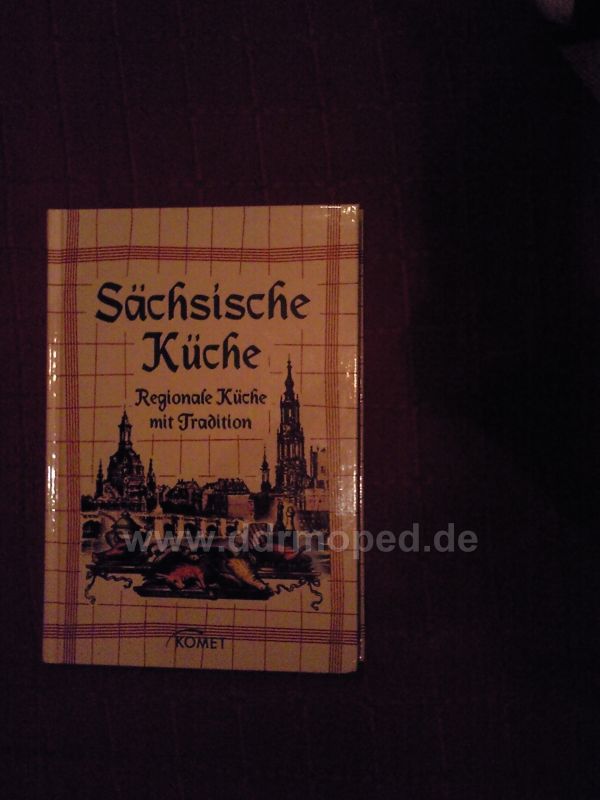 Sächsische
Küche
Regionale Küche
mit Tradition
www.ddrmoped.de
KOMET